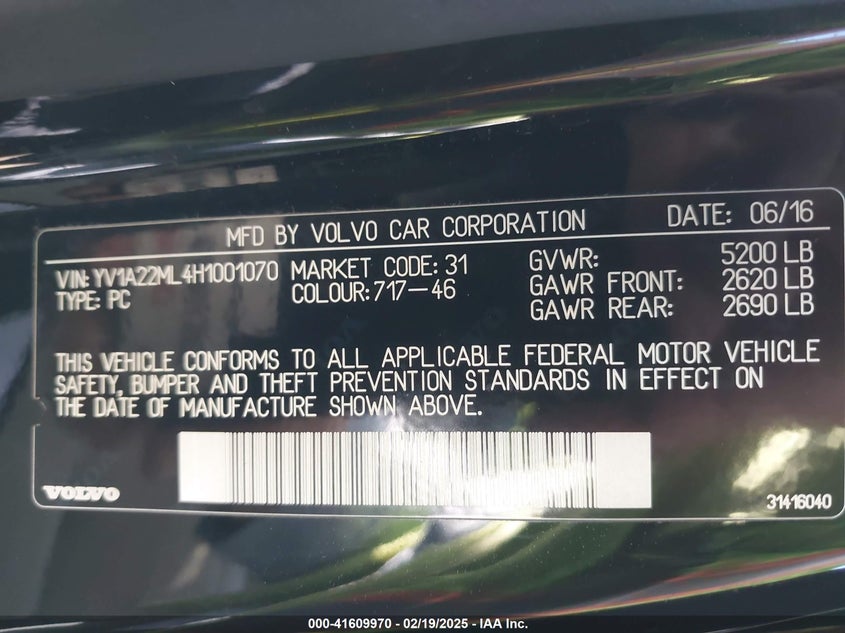 MFD BY VOLVO CAR CORPORATION DATE: 06/16
VIN: YV1A22ML4H1001070 MARKET CODE: 31 GVWR: 5200 LB
TYPE: PC COLOUR: 717-46 GAWR FRONT: 2620 LB
GAWR REAR: 2690 LB
THIS VEHICLE CONFORMS TO ALL APPLICABLE FEDERAL MOTOR VEHICLE
SAFETY, BUMPER AND THEFT PREVENTION STANDARDS IN EFFECT ON
THE DATE OF MANUFACTURE SHOWN ABOVE.
VOLVO 31416040
000-41609970 - 02/19/2025 - IAA Inc.